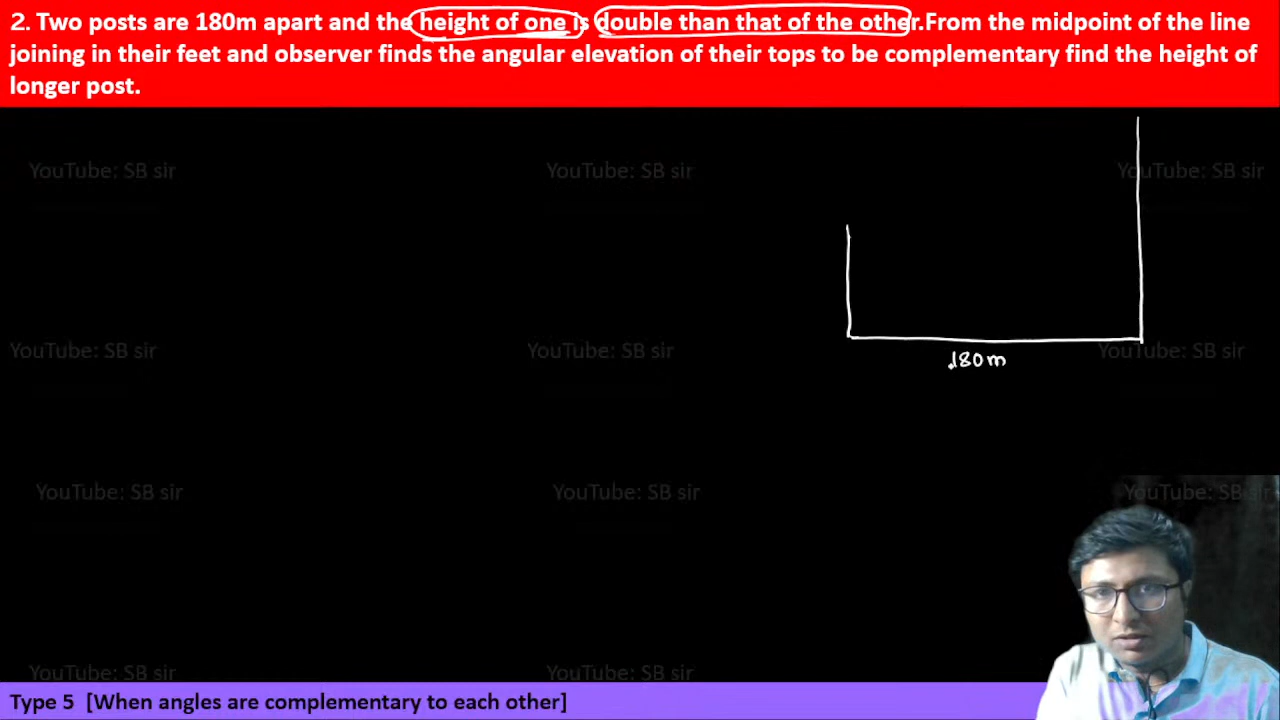 2. Two posts are 180m apart and the height of one is double than that of the other.From the midpoint of the line
joining in their feet and observer finds the angular elevation of their tops to be complementary find the height of
longer post.
YouTube: SB sir YouTube: SB sir YouTube: SB sir
YouTube: SB sir YouTube: SB sir YouTube: SB sir
180m
YouTube: SB sir YouTube: SB sir YouTube: SB sir
YouTube: SB sir YouTube: SB sir
Type 5 [When angles are complementary to each other]